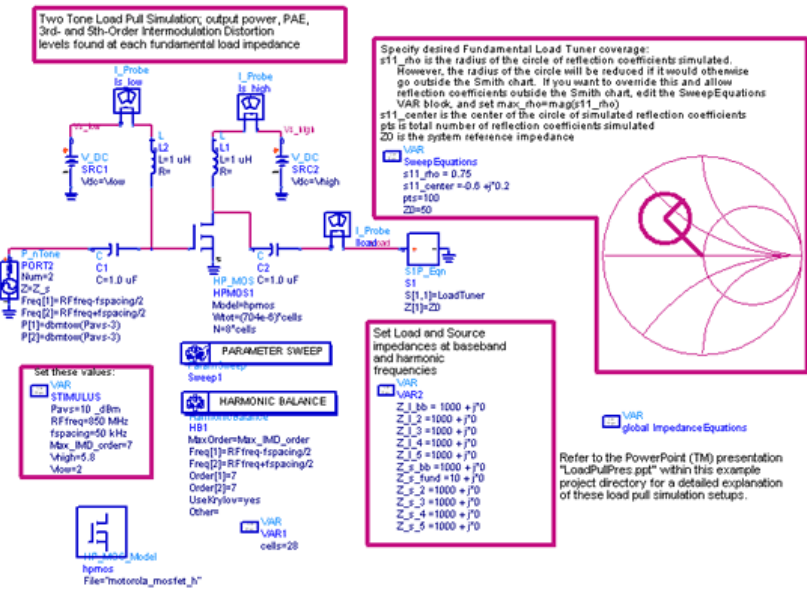 Two Tone Load Pull Simulation; output power, PAE,
3rd- and 5th-Order Intermodulation Distortion
levels found at each fundamental load impedance
Specify desired Fundamental Load Tuner coverage:
s11_rho is the radius of the circle of reflection coefficients simulated.
However, the radius of the circle will be reduced if it would otherwise
go outside the Smith chart. If you want to override this and allow
reflection coefficients outside the Smith chart, edit the SweepEquations
VAR block, and set max_rho=mag(s11_rho)
s11_center is the center of the circle of simulated reflection coefficients
pts is total number of reflection coefficients simulated
Z0 is the system reference impedance
VAR
SweepEquations
s11_rho = 0.75
s11_center =-0.6 +j*0.2
pts=100
Z0=50
I_Probe
Is_low
I_Probe
Is_high
Vs_low
Vs_high
V_DC
SRC1
Vdc=Vlow
L
L2
L=1 uH
R=
L
L1
L=1 uH
R=
V_DC
SRC2
Vdc=Vhigh
P_nTone
PORT2
Num=2
Z=Z_s
Freq[1]=RFfreq-fspacing/2
Freq[2]=RFfreq+fspacing/2
P[1]=dbmtow(Pavs-3)
P[2]=dbmtow(Pavs-3)
C
C1
C=1.0 uF
HP_MOS
HPMOS1
Model=hpmos
Wtot=(704e-6)*cells
N=8*cells
C
C2
C=1.0 uF
I_Probe
Iload
S1P_Eqn
S1
S[1,1]=LoadTuner
Z[1]=Z0
Set these values:
VAR
STIMULUS
Pavs=10 _dBm
RFfreq=850 MHz
fspacing=50 kHz
Max_IMD_order=7
Vhigh=5.8
Vlow=2
PARAMETER SWEEP
ParamSweep
Sweep1
HARMONIC BALANCE
HarmonicBalance
HB1
MaxOrder=Max_IMD_order
Freq[1]=RFfreq-fspacing/2
Freq[2]=RFfreq+fspacing/2
Order[1]=7
Order[2]=7
UseKrylov=yes
Other=
VAR
VAR1
cells=28
Set Load and Source
impedances at baseband
and harmonic
frequencies
VAR
VAR2
Z_l_bb = 1000 + j*0
Z_l_2 = 1000 + j*0
Z_l_3 = 1000 + j*0
Z_l_4 = 1000 + j*0
Z_l_5 = 1000 + j*0
Z_s_bb =1000 + j*0
Z_s_fund =10 + j*0
Z_s_2 =1000 + j*0
Z_s_3 =1000 + j*0
Z_s_4 =1000 + j*0
Z_s_5 =1000 + j*0
VAR
global ImpedanceEquations
Refer to the PowerPoint (TM) presentation
"LoadPullPres.ppt" within this example
project directory for a detailed explanation
of these load pull simulation setups.
HP_MOS_Model
hpmos
File="motorola_mosfet_h"